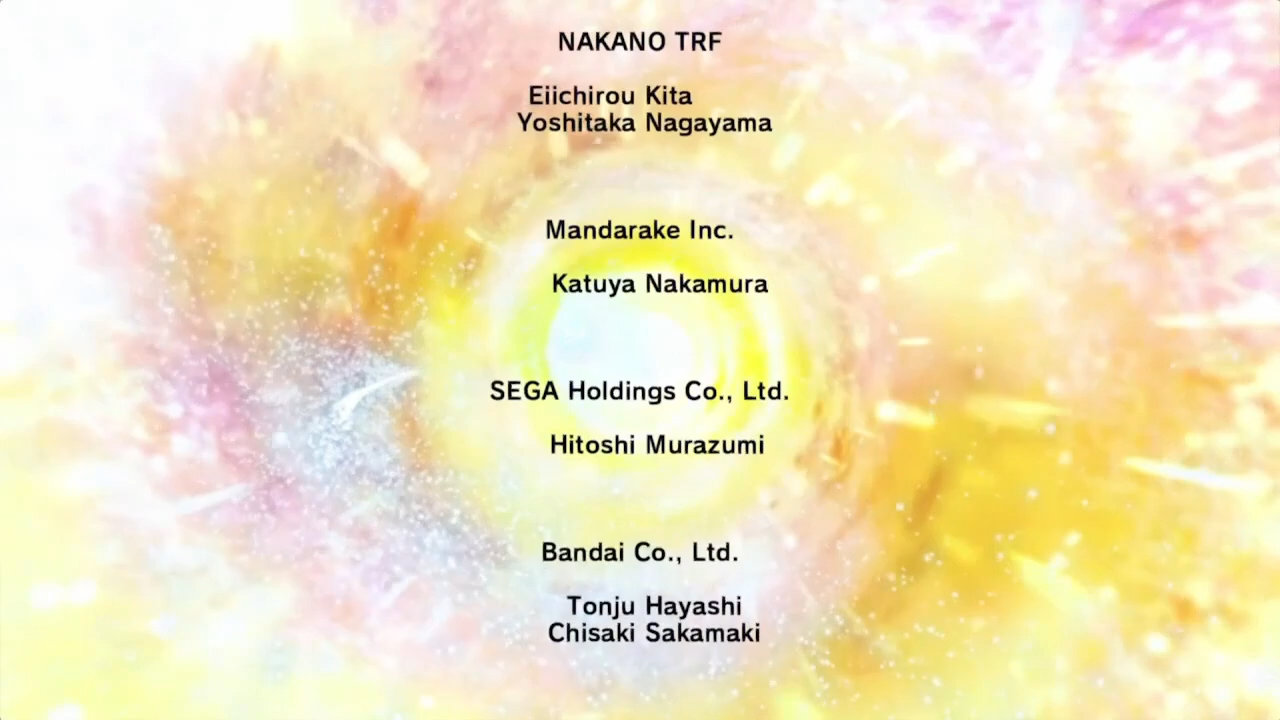 NAKANO TRF
Eiichirou Kita
Yoshitaka Nagayama
Mandarake Inc.
Katuya Nakamura
SEGA Holdings Co., Ltd.
Hitoshi Murazumi
Bandai Co., Ltd.
Tonju Hayashi
Chisaki Sakamaki